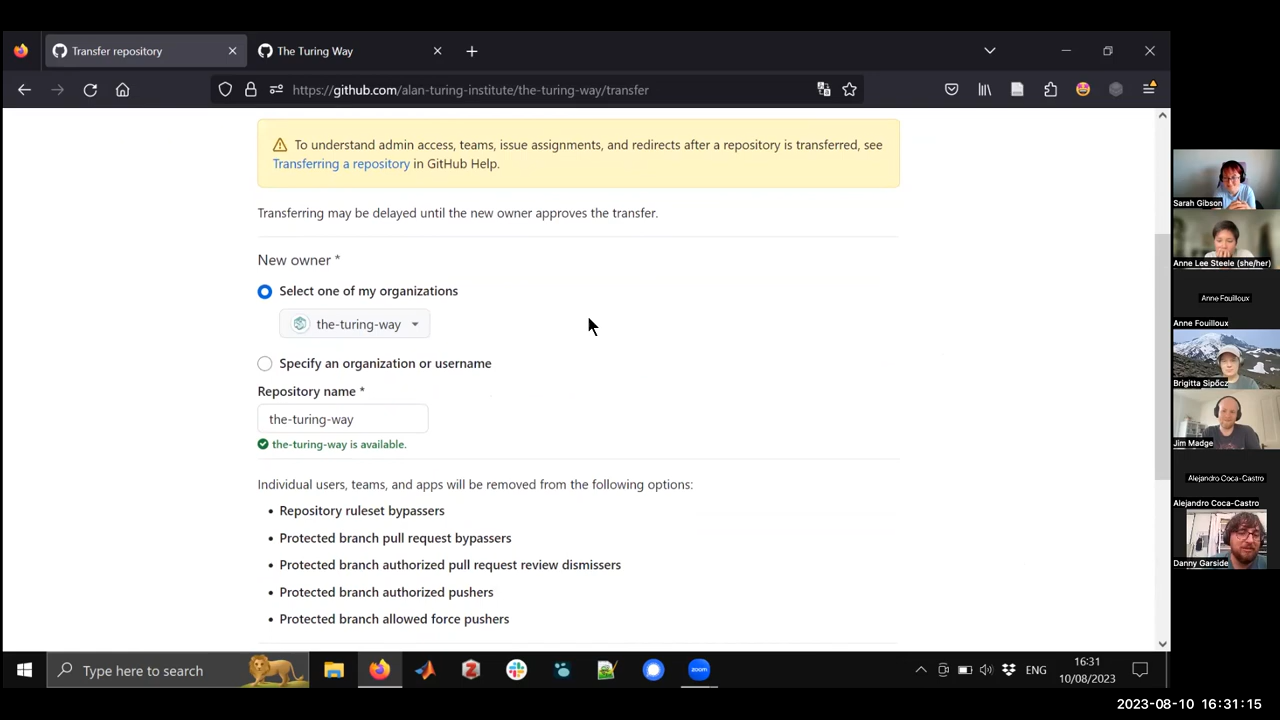 Transfer repository
The Turing Way
https://github.com/alan-turing-institute/the-turing-way/transfer
To understand admin access, teams, issue assignments, and redirects after a repository is transferred, see
Transferring a repository in GitHub Help.
Transferring may be delayed until the new owner approves the transfer.
New owner *
Select one of my organizations
the-turing-way
Specify an organization or username
Repository name *
the-turing-way
the-turing-way is available.
Individual users, teams, and apps will be removed from the following options:
• Repository ruleset bypassers
• Protected branch pull request bypassers
• Protected branch authorized pull request review dismissers
• Protected branch authorized pushers
• Protected branch allowed force pushers
Sarah Gibson
Anne Lee Steele (she/her)
Anne Fouilloux
Anne Fouilloux
Brigitta Sipőcz
Jim Madge
Alejandro Coca-Castro
Alejandro Coca-Castro
Danny Garside
Type here to search
zoom
ENG
16:31
10/08/2023
2023-08-10 16:31:15